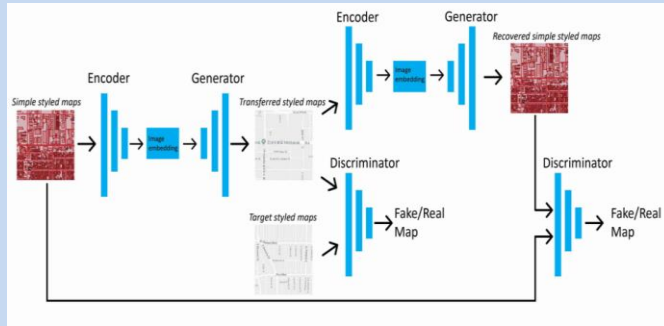 Encoder
Generator
Recovered simple styled maps
Image
embedding
Simple styled maps
Encoder
Generator
Transferred styled maps
Image
embedding
Discriminator
Discriminator
Fake/Real
Map
Fake/Real
Map
Target styled maps